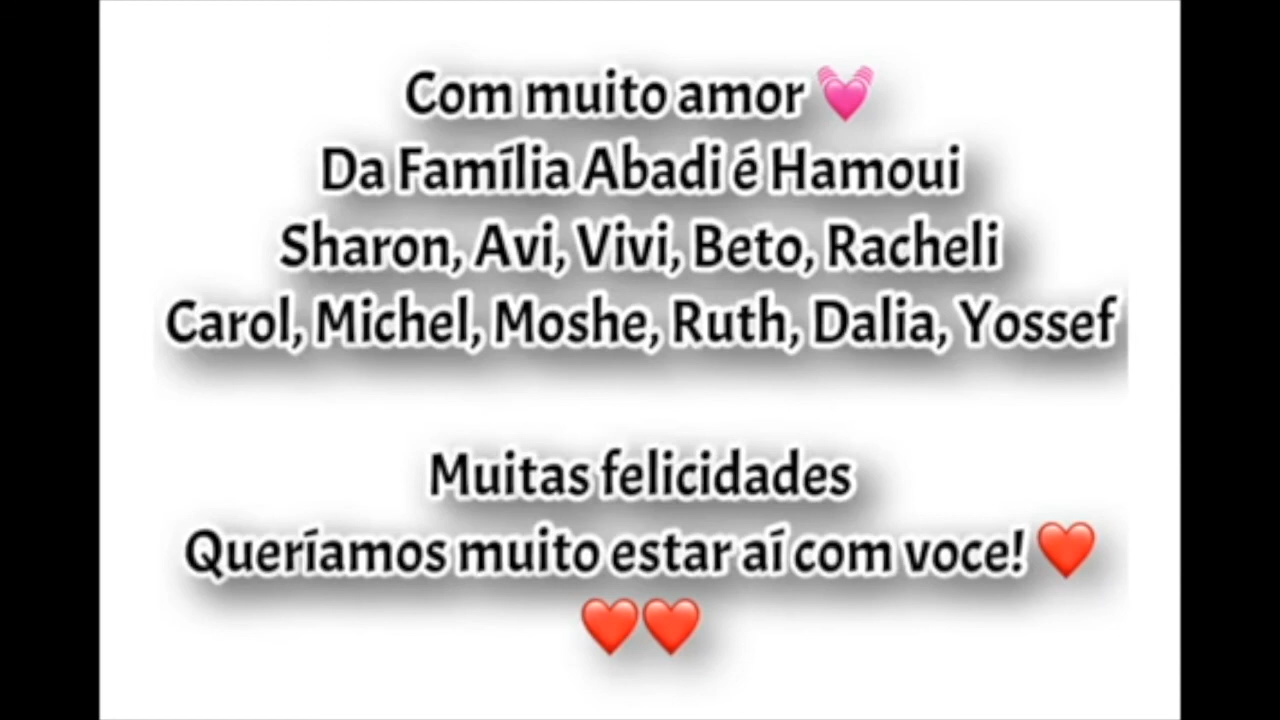 Com muito amor 💓
Da Família Abadi é Hamoui
Sharon, Avi, Vivi, Beto, Racheli
Carol, Michel, Moshe, Ruth, Dalia, Yossef
Muitas felicidades
Queríamos muito estar aí com voce! ❤️
❤️❤️